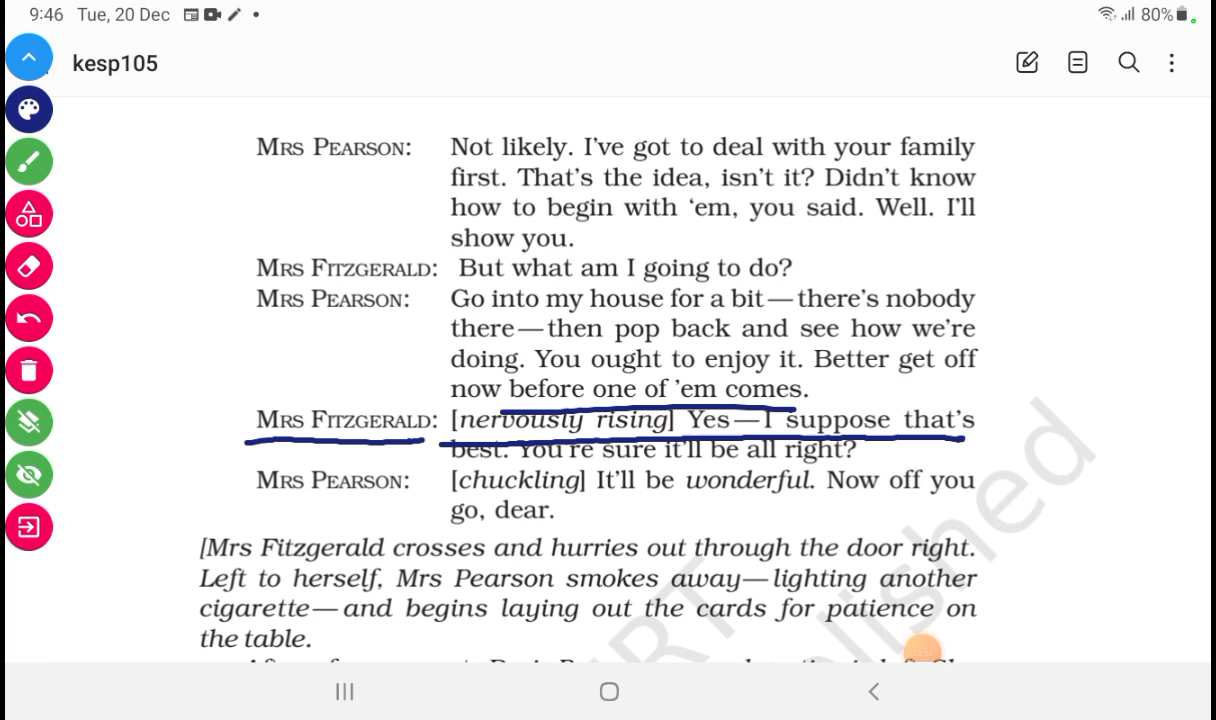 9:46 Tue, 20 Dec 80%
kesp105
MRS PEARSON: Not likely. I've got to deal with your family
first. That's the idea, isn't it? Didn't know
how to begin with ‘em, you said. Well. I'll
show you.
MRS FITZGERALD: But what am I going to do?
MRS PEARSON: Go into my house for a bit—there's nobody
there—then pop back and see how we're
doing. You ought to enjoy it. Better get off
now before one of ’em comes.
MRS FITZGERALD: [nervously rising] Yes—I suppose that's
best. You're sure it'll be all right?
MRS PEARSON: [chuckling] It'll be wonderful. Now off you
go, dear.
[Mrs Fitzgerald crosses and hurries out through the door right.
Left to herself, Mrs Pearson smokes away—lighting another
cigarette—and begins laying out the cards for patience on
the table.